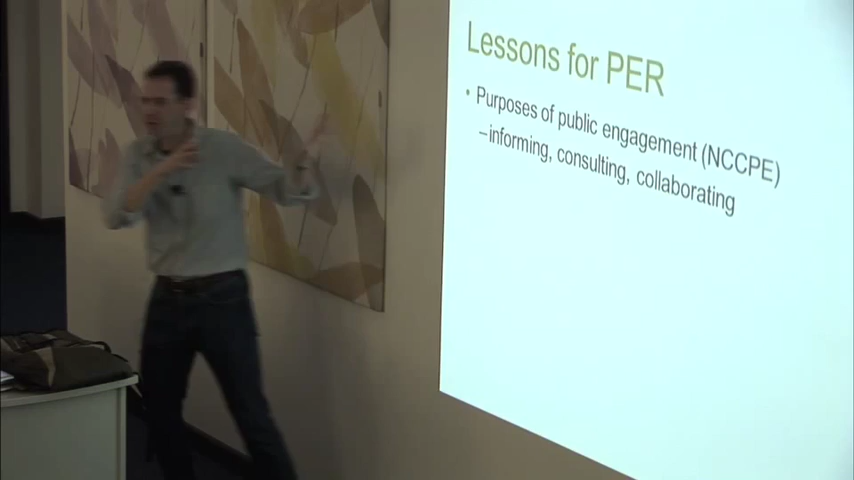 Lessons for PER
• Purposes of public engagement (NCCPE)
–informing, consulting, collaborating